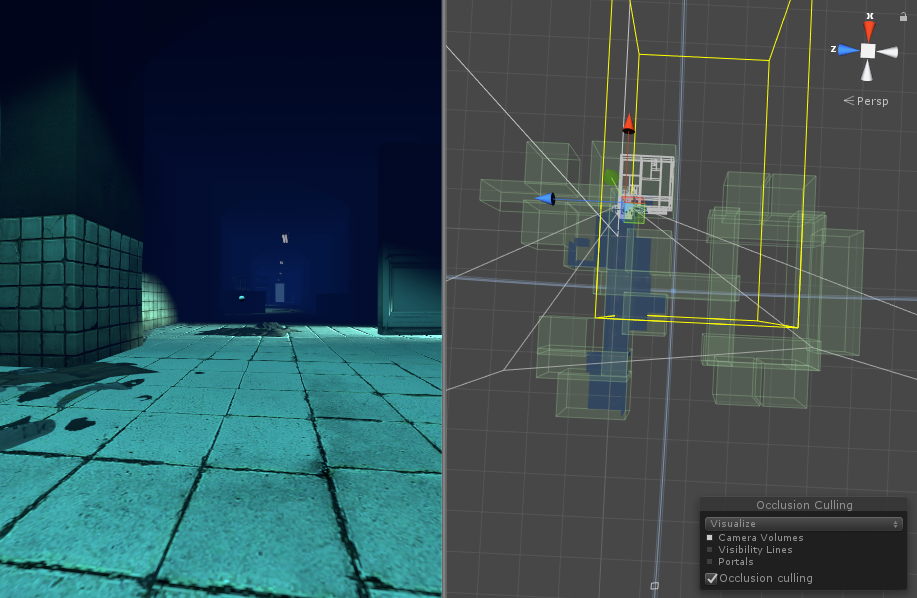 x
z
Persp
Occlusion Culling
Visualize
Camera Volumes
Visibility Lines
Portals
Occlusion culling